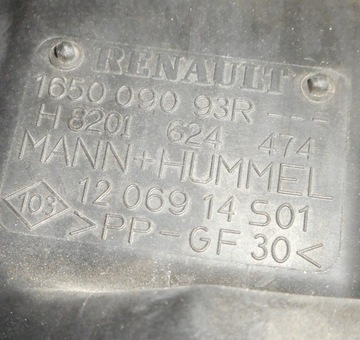 RENAULT
1650 090 93R ---
H 8201 624 474
MANN+HUMMEL
12 069 14 S01
103 >PP-GF 30<